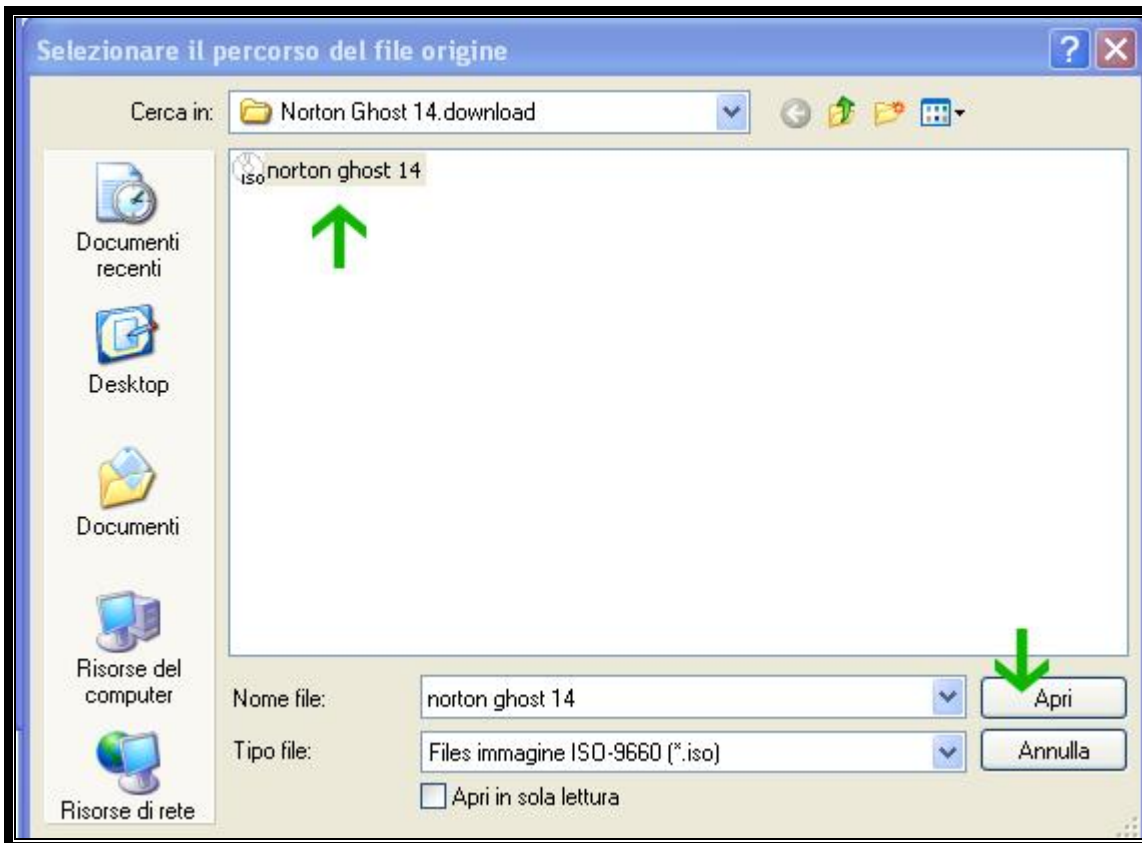 Selezionare il percorso del file origine
Cerca in:
Norton Ghost 14.download
ISO
norton ghost 14
Documenti
recenti
Desktop
Documenti
Risorse del
computer
Risorse di rete
Nome file:
norton ghost 14
Apri
Tipo file:
Files immagine ISO-9660 (*.iso)
Annulla
Apri in sola lettura